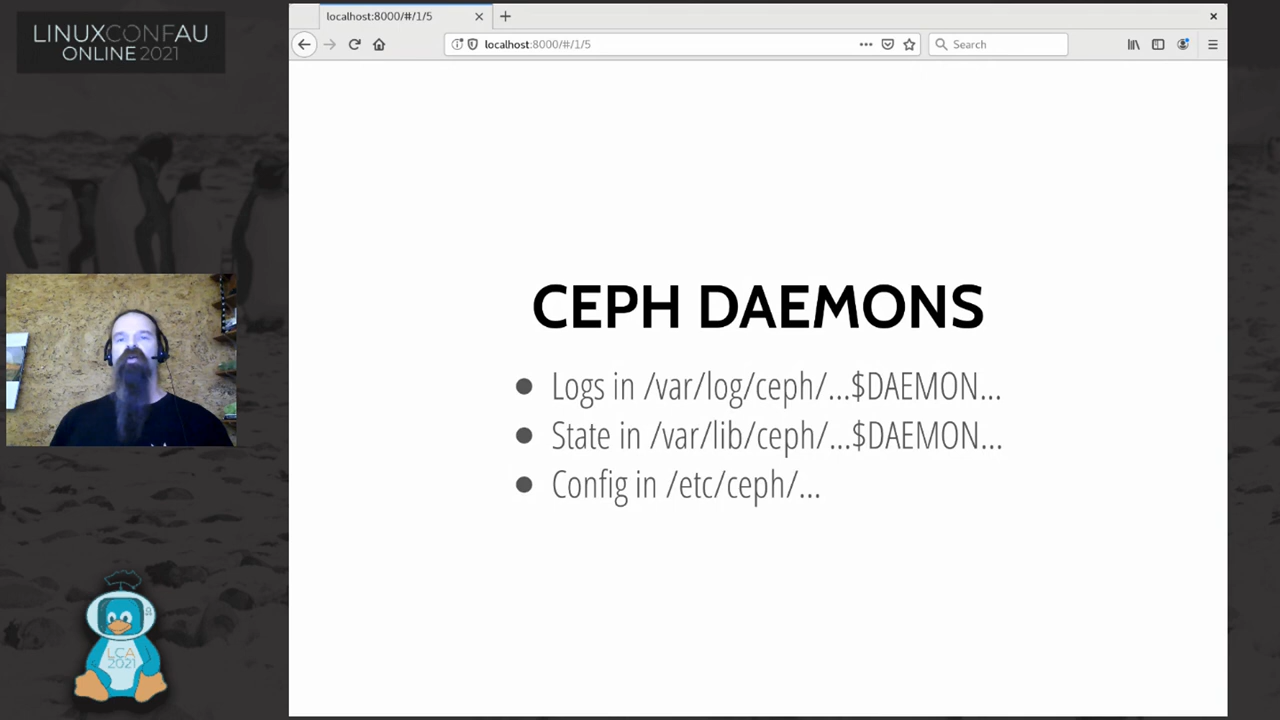 LINUXCONFAU
ONLINE 2021
localhost:8000/#/1/5
localhost:8000/#/1/5
Search
CEPH DAEMONS
• Logs in /var/log/ceph/...$DAEMON...
• State in /var/lib/ceph/...$DAEMON...
• Config in /etc/ceph/...
LCA
2021